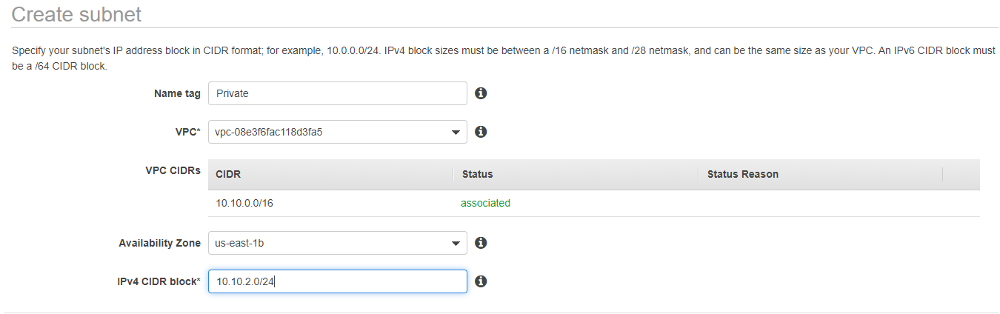 Create subnet
Specify your subnet's IP address block in CIDR format; for example, 10.0.0.0/24. IPv4 block sizes must be between a /16 netmask and /28 netmask, and can be the same size as your VPC. An IPv6 CIDR block must
be a /64 CIDR block.
Name tag Private
VPC* vpc-08e3f6fac118d3fa5
VPC CIDRs CIDR Status Status Reason
10.10.0.0/16 associated
Availability Zone us-east-1b
IPv4 CIDR block* 10.10.2.0/24